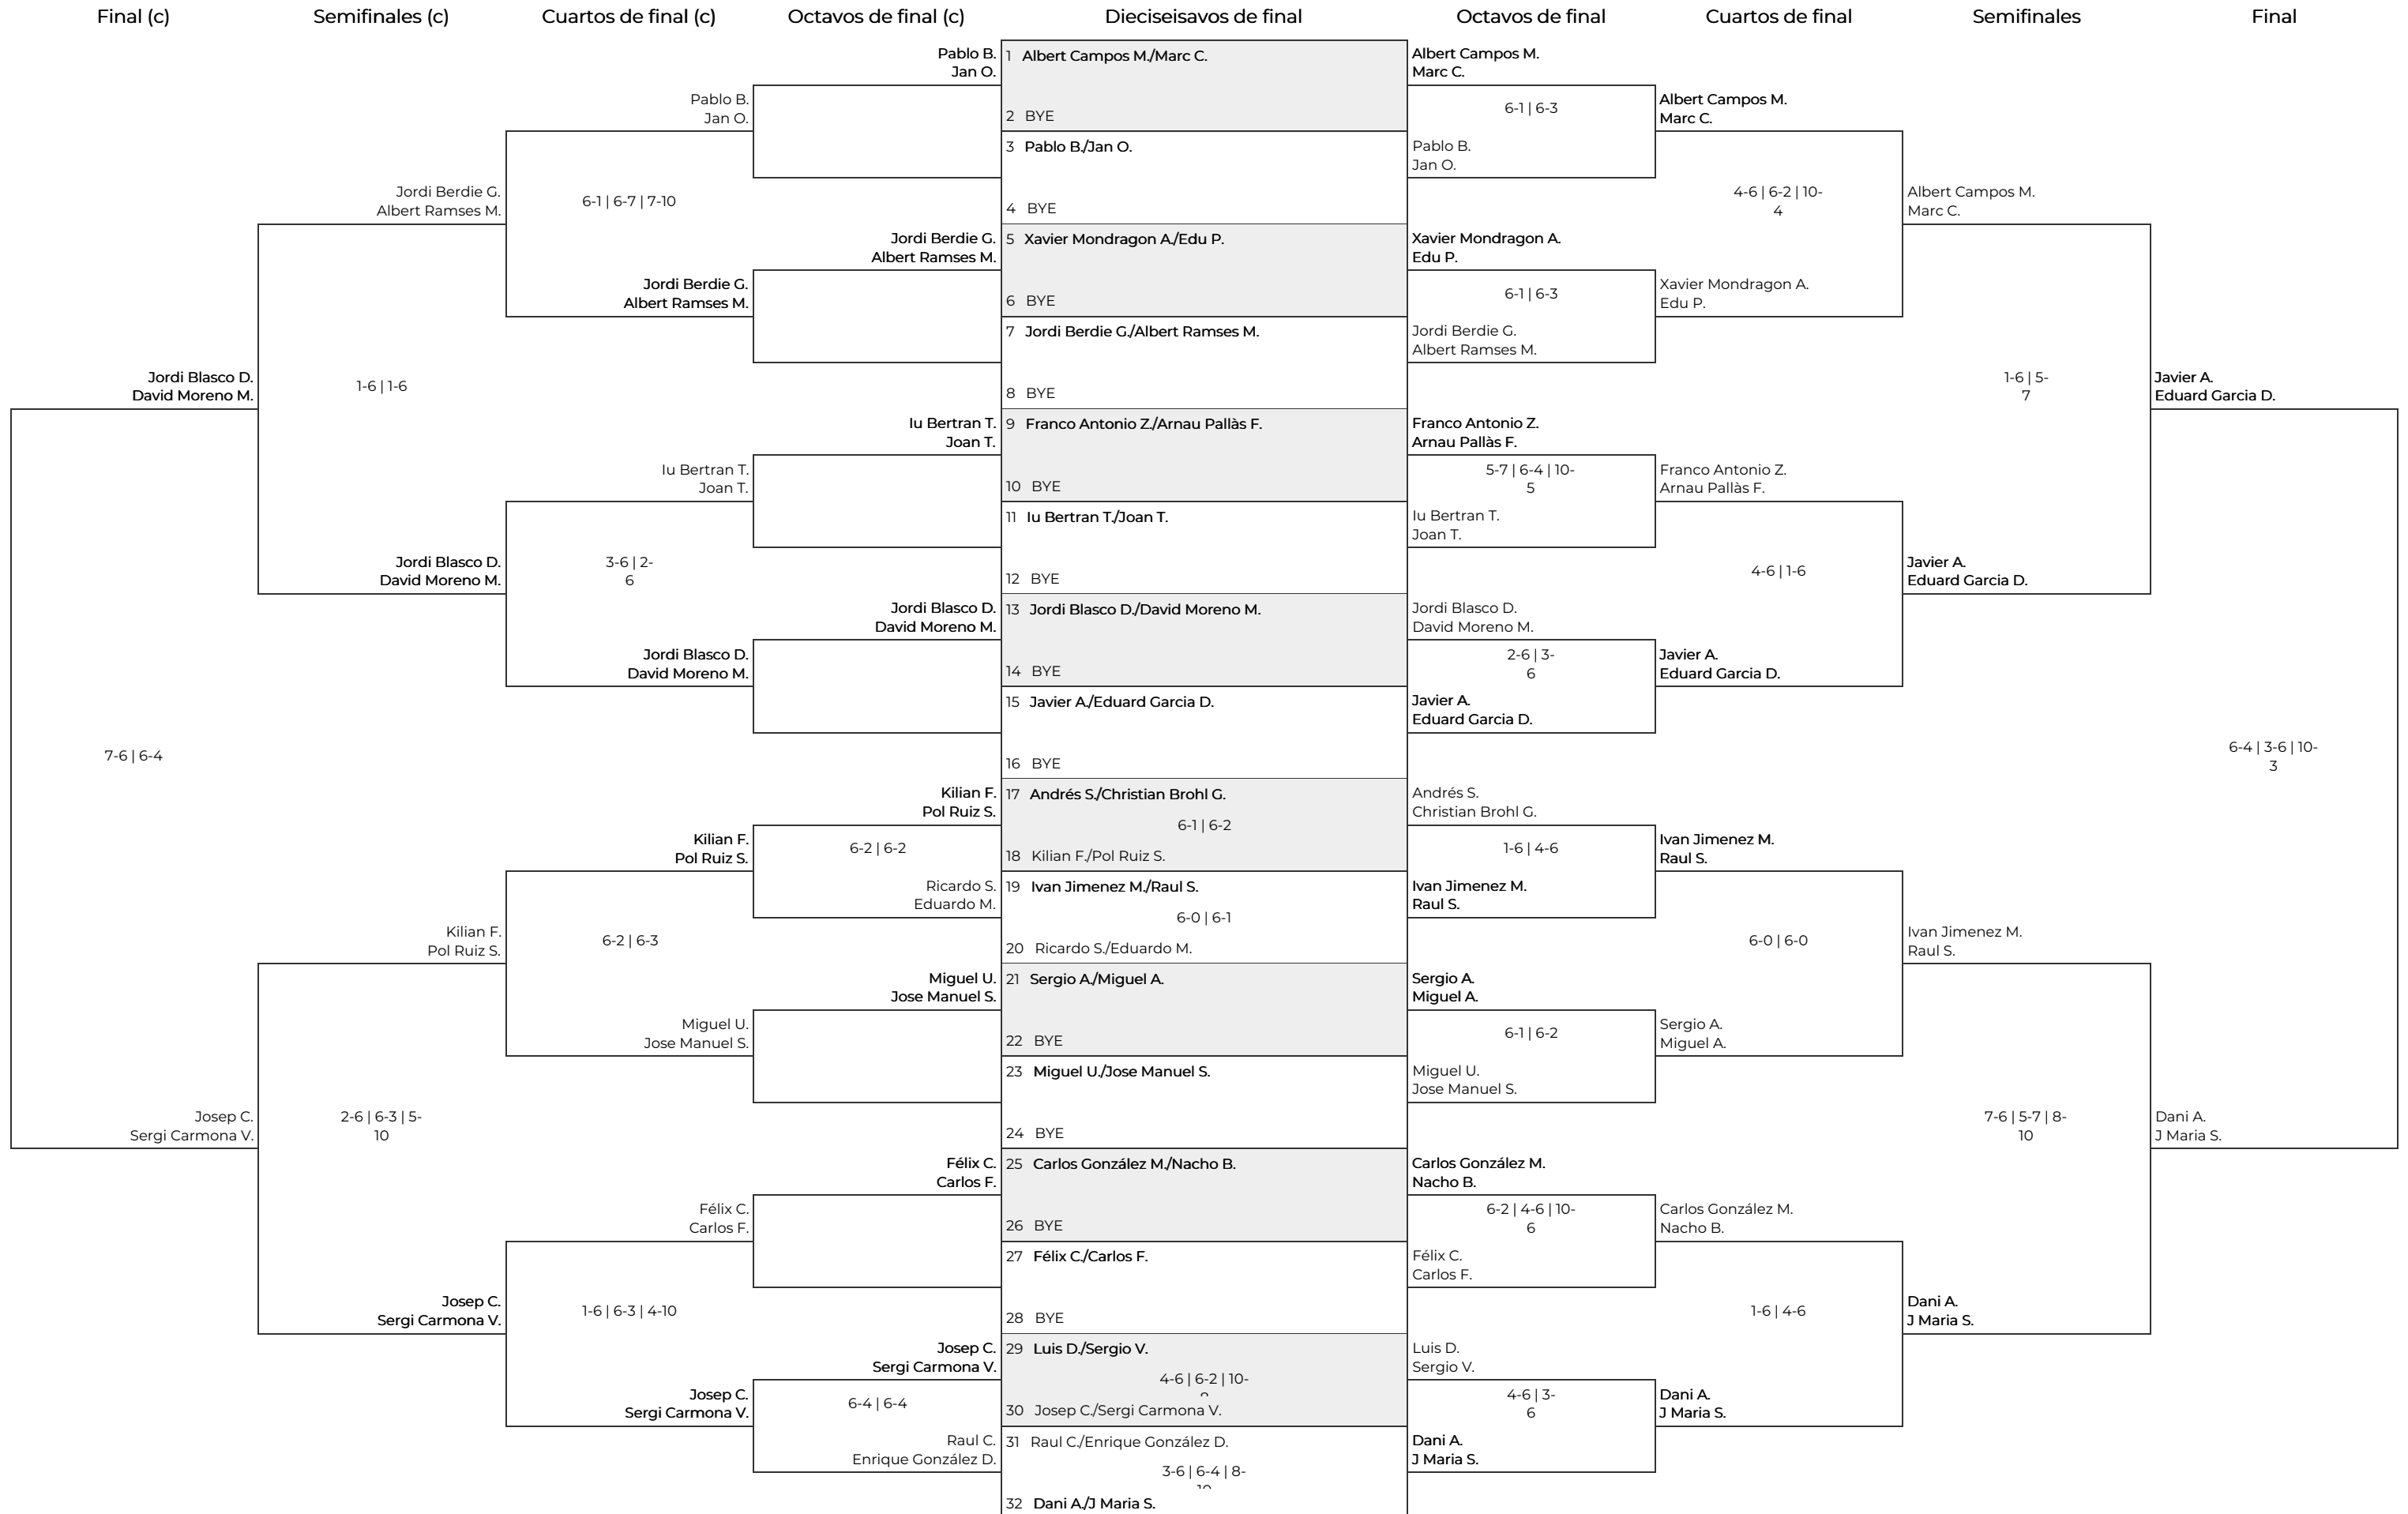 Final (c)
Semifinales (c)
Cuartos de final (c)
Octavos de final (c)
Dieciseisavos de final
Octavos de final
Cuartos de final
Semifinales
Final
Jordi Blasco D.
David Moreno M.
7-6 | 6-4
Josep C.
Sergi Carmona V.
Jordi Berdie G.
Albert Ramses M.
1-6 | 1-6
Jordi Blasco D.
David Moreno M.
Kilian F.
Pol Ruiz S.
2-6 | 6-3 | 5-
10
Josep C.
Sergi Carmona V.
Pablo B.
Jan O.
6-1 | 6-7 | 7-10
Jordi Berdie G.
Albert Ramses M.
Iu Bertran T.
Joan T.
3-6 | 2-
6
Jordi Blasco D.
David Moreno M.
Kilian F.
Pol Ruiz S.
6-2 | 6-3
Miguel U.
Jose Manuel S.
Félix C.
Carlos F.
1-6 | 6-3 | 4-10
Josep C.
Sergi Carmona V.
Pablo B.
Jan O.
Jordi Berdie G.
Albert Ramses M.
Iu Bertran T.
Joan T.
Jordi Blasco D.
David Moreno M.
Kilian F.
Pol Ruiz S.
6-2 | 6-2
Ricardo S.
Eduardo M.
Miguel U.
Jose Manuel S.
Félix C.
Carlos F.
Josep C.
Sergi Carmona V.
6-4 | 6-4
Raul C.
Enrique González D.
1 Albert Campos M./Marc C.
2 BYE
3 Pablo B./Jan O.
4 BYE
5 Xavier Mondragon A./Edu P.
6 BYE
7 Jordi Berdie G./Albert Ramses M.
8 BYE
9 Franco Antonio Z./Arnau Pallàs F.
10 BYE
11 Iu Bertran T./Joan T.
12 BYE
13 Jordi Blasco D./David Moreno M.
14 BYE
15 Javier A./Eduard Garcia D.
16 BYE
17 Andrés S./Christian Brohl G.
6-1 | 6-2
18 Kilian F./Pol Ruiz S.
19 Ivan Jimenez M./Raul S.
6-0 | 6-1
20 Ricardo S./Eduardo M.
21 Sergio A./Miguel A.
22 BYE
23 Miguel U./Jose Manuel S.
24 BYE
25 Carlos González M./Nacho B.
26 BYE
27 Félix C./Carlos F.
28 BYE
29 Luis D./Sergio V.
4-6 | 6-2 | 10-
30 Josep C./Sergi Carmona V.
31 Raul C./Enrique González D.
3-6 | 6-4 | 8-
10
32 Dani A./J Maria S.
Albert Campos M.
Marc C.
6-1 | 6-3
Pablo B.
Jan O.
Xavier Mondragon A.
Edu P.
6-1 | 6-3
Jordi Berdie G.
Albert Ramses M.
Franco Antonio Z.
Arnau Pallàs F.
5-7 | 6-4 | 10-
5
Iu Bertran T.
Joan T.
Jordi Blasco D.
David Moreno M.
2-6 | 3-
6
Javier A.
Eduard Garcia D.
Andrés S.
Christian Brohl G.
1-6 | 4-6
Ivan Jimenez M.
Raul S.
Sergio A.
Miguel A.
6-1 | 6-2
Miguel U.
Jose Manuel S.
Carlos González M.
Nacho B.
6-2 | 4-6 | 10-
6
Félix C.
Carlos F.
Luis D.
Sergio V.
4-6 | 3-
6
Dani A.
J Maria S.
Albert Campos M.
Marc C.
4-6 | 6-2 | 10-
4
Xavier Mondragon A.
Edu P.
Franco Antonio Z.
Arnau Pallàs F.
4-6 | 1-6
Javier A.
Eduard Garcia D.
Ivan Jimenez M.
Raul S.
6-0 | 6-0
Sergio A.
Miguel A.
Carlos González M.
Nacho B.
1-6 | 4-6
Dani A.
J Maria S.
Albert Campos M.
Marc C.
1-6 | 5-
7
Javier A.
Eduard Garcia D.
Ivan Jimenez M.
Raul S.
7-6 | 5-7 | 8-
10
Dani A.
J Maria S.
Javier A.
Eduard Garcia D.
6-4 | 3-6 | 10-
3
Dani A.
J Maria S.